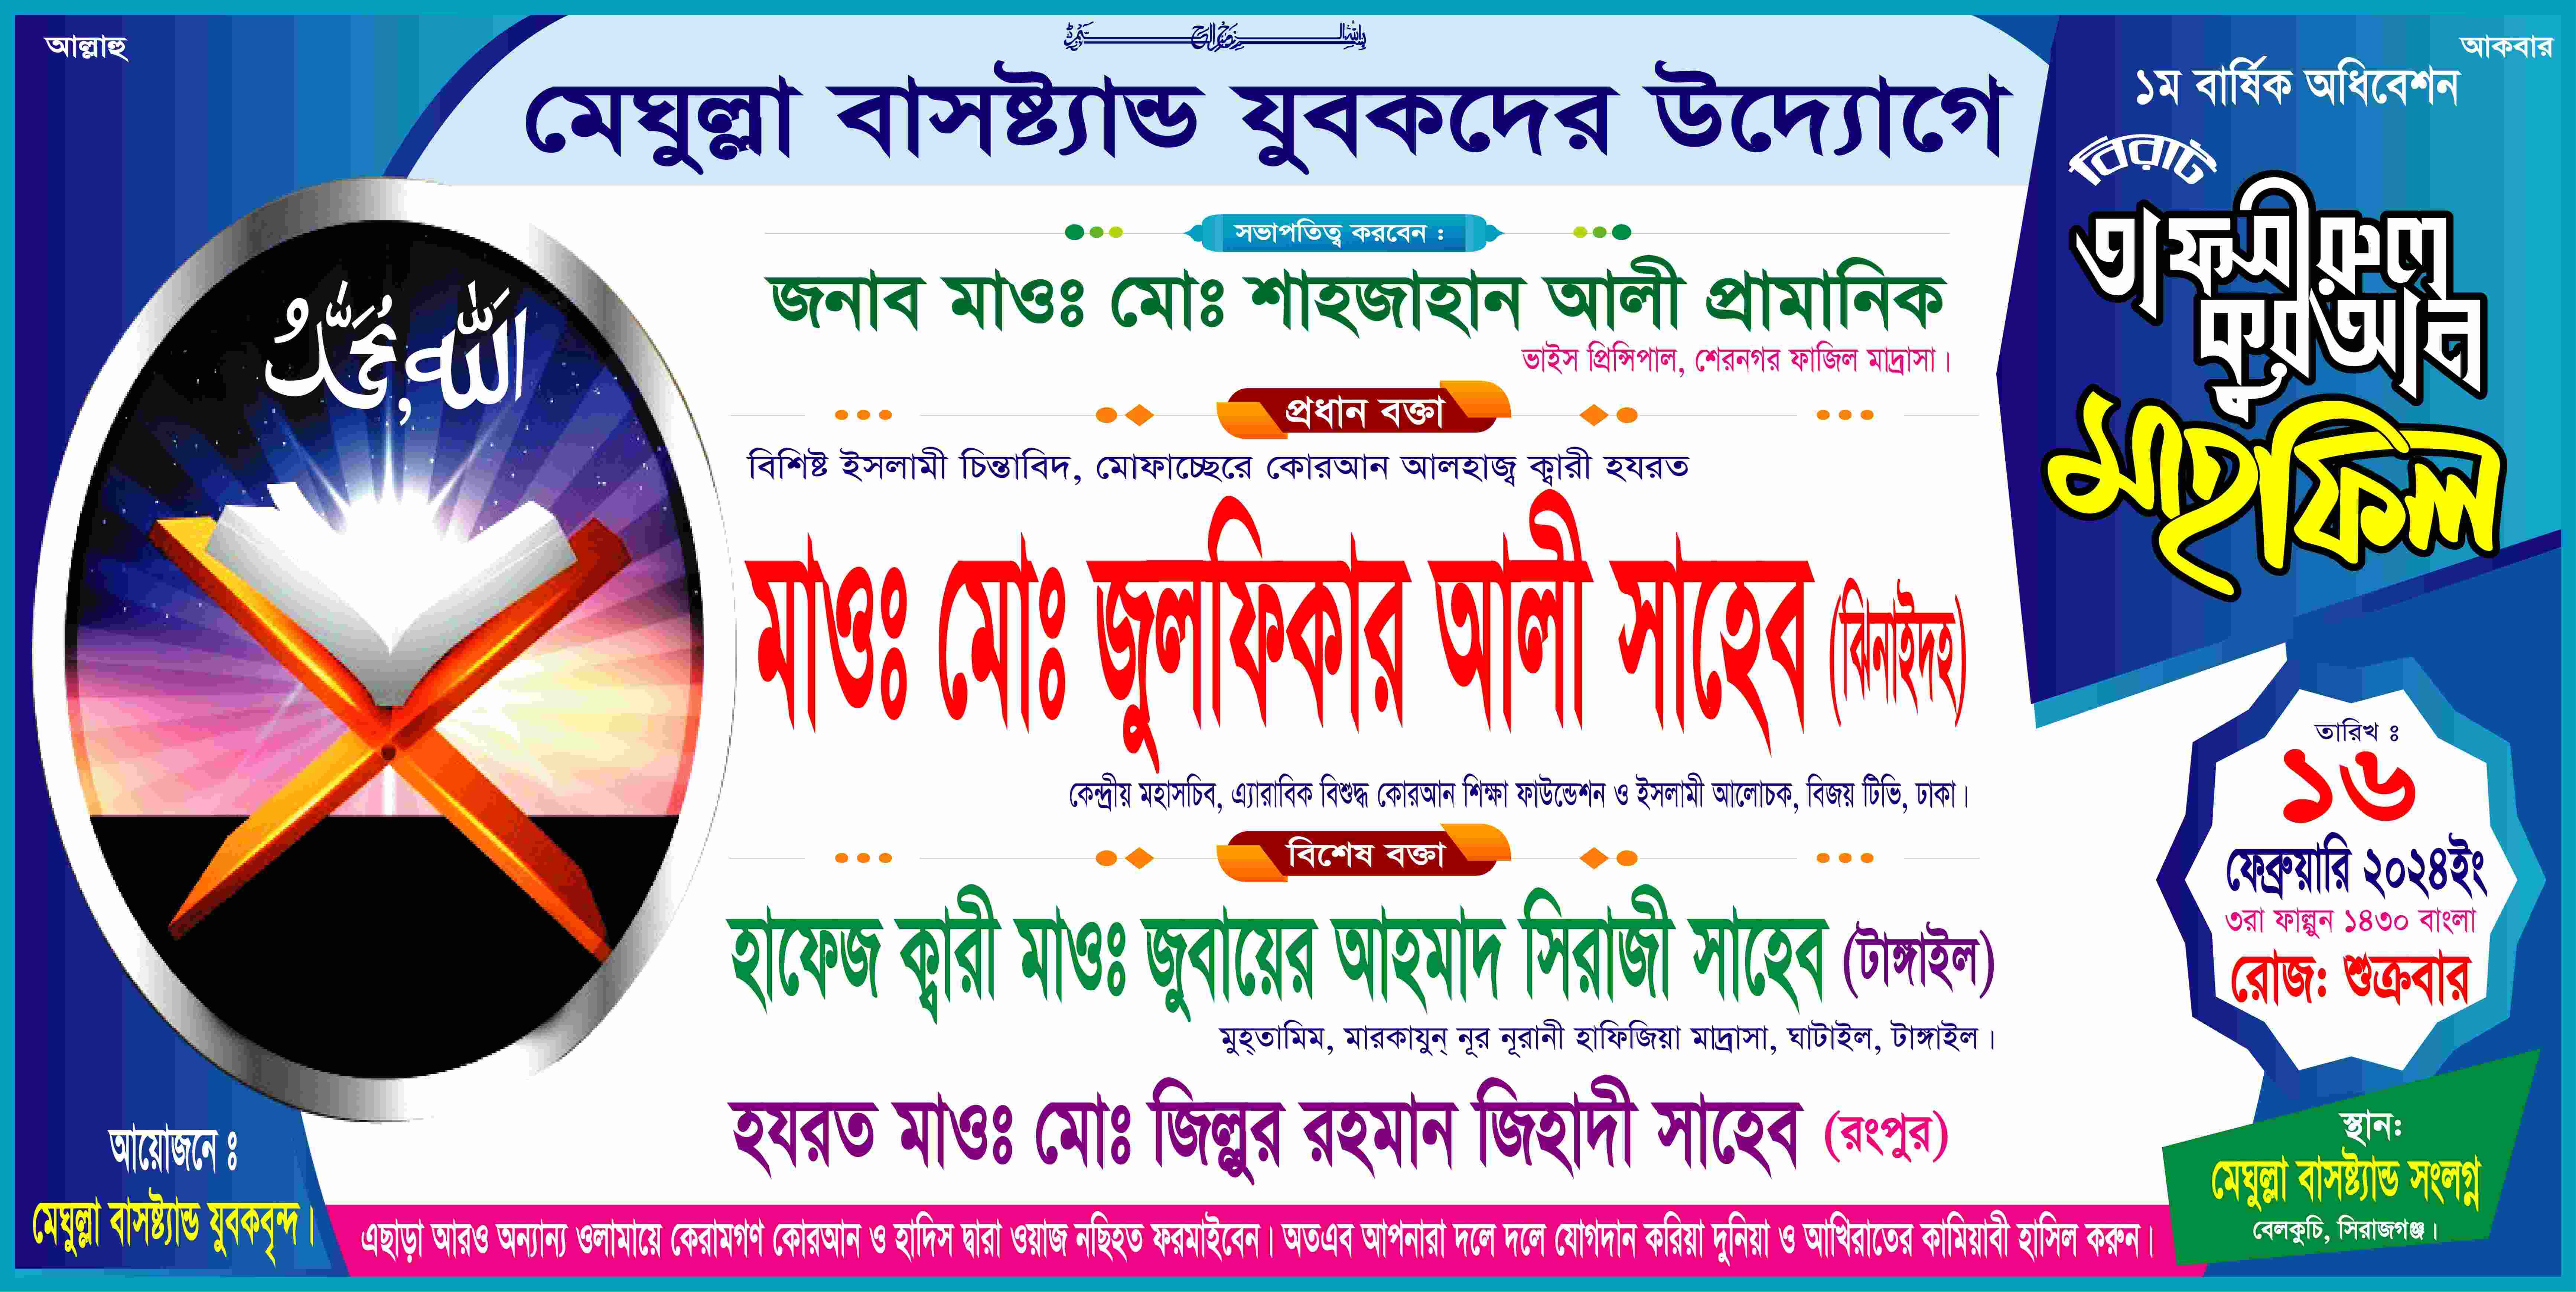 আল্লাহু
আকবার
মেঘুল্লা বাসষ্ট্যান্ড যুবকদের উদ্যোগে
১ম বার্ষিক অধিবেশন
বিরাট
তাফসীরুল
কুরআন
মাহফিল
الله، محمد
সভাপতিত্ব করবেন :
জনাব মাওঃ মোঃ শাহজাহান আলী প্রামানিক
ভাইস প্রিন্সিপাল, শেরনগর ফাজিল মাদ্রাসা।
প্রধান বক্তা
বিশিষ্ট ইসলামী চিন্তাবিদ, মোফাচ্ছেরে কোরআন আলহাজ্ব ক্বারী হযরত
মাওঃ মোঃ জুলফিকার আলী সাহেব (ঝিনাইদহ)
কেন্দ্রীয় মহাসচিব, এ্যারাবিক বিশুদ্ধ কোরআন শিক্ষা ফাউন্ডেশন ও ইসলামী আলোচক, বিজয় টিভি, ঢাকা।
বিশেষ বক্তা
হাফেজ ক্বারী মাওঃ জুবায়ের আহমাদ সিরাজী সাহেব (টাঙ্গাইল)
মুহ্তামিম, মারকাযুন্ নূর নূরানী হাফিজিয়া মাদ্রাসা, ঘাটাইল, টাঙ্গাইল।
হযরত মাওঃ মোঃ জিল্লুর রহমান জিহাদী সাহেব (রংপুর)
তারিখ ঃ
১৬
ফেব্রুয়ারি ২০২৪ইং
৩রা ফাল্গুন ১৪৩০ বাংলা
রোজ: শুক্রবার
স্থান:
মেঘুল্লা বাসষ্ট্যান্ড সংলগ্ন
বেলকুচি, সিরাজগঞ্জ।
আয়োজনে ঃ
মেঘুল্লা বাসষ্ট্যান্ড যুবকবৃন্দ।
এছাড়া আরও অন্যান্য ওলামায়ে কেরামগণ কোরআন ও হাদিস দ্বারা ওয়াজ নছিহত ফরমাইবেন। অতএব আপনারা দলে দলে যোগদান করিয়া দুনিয়া ও আখিরাতের কামিয়াবী হাসিল করুন।